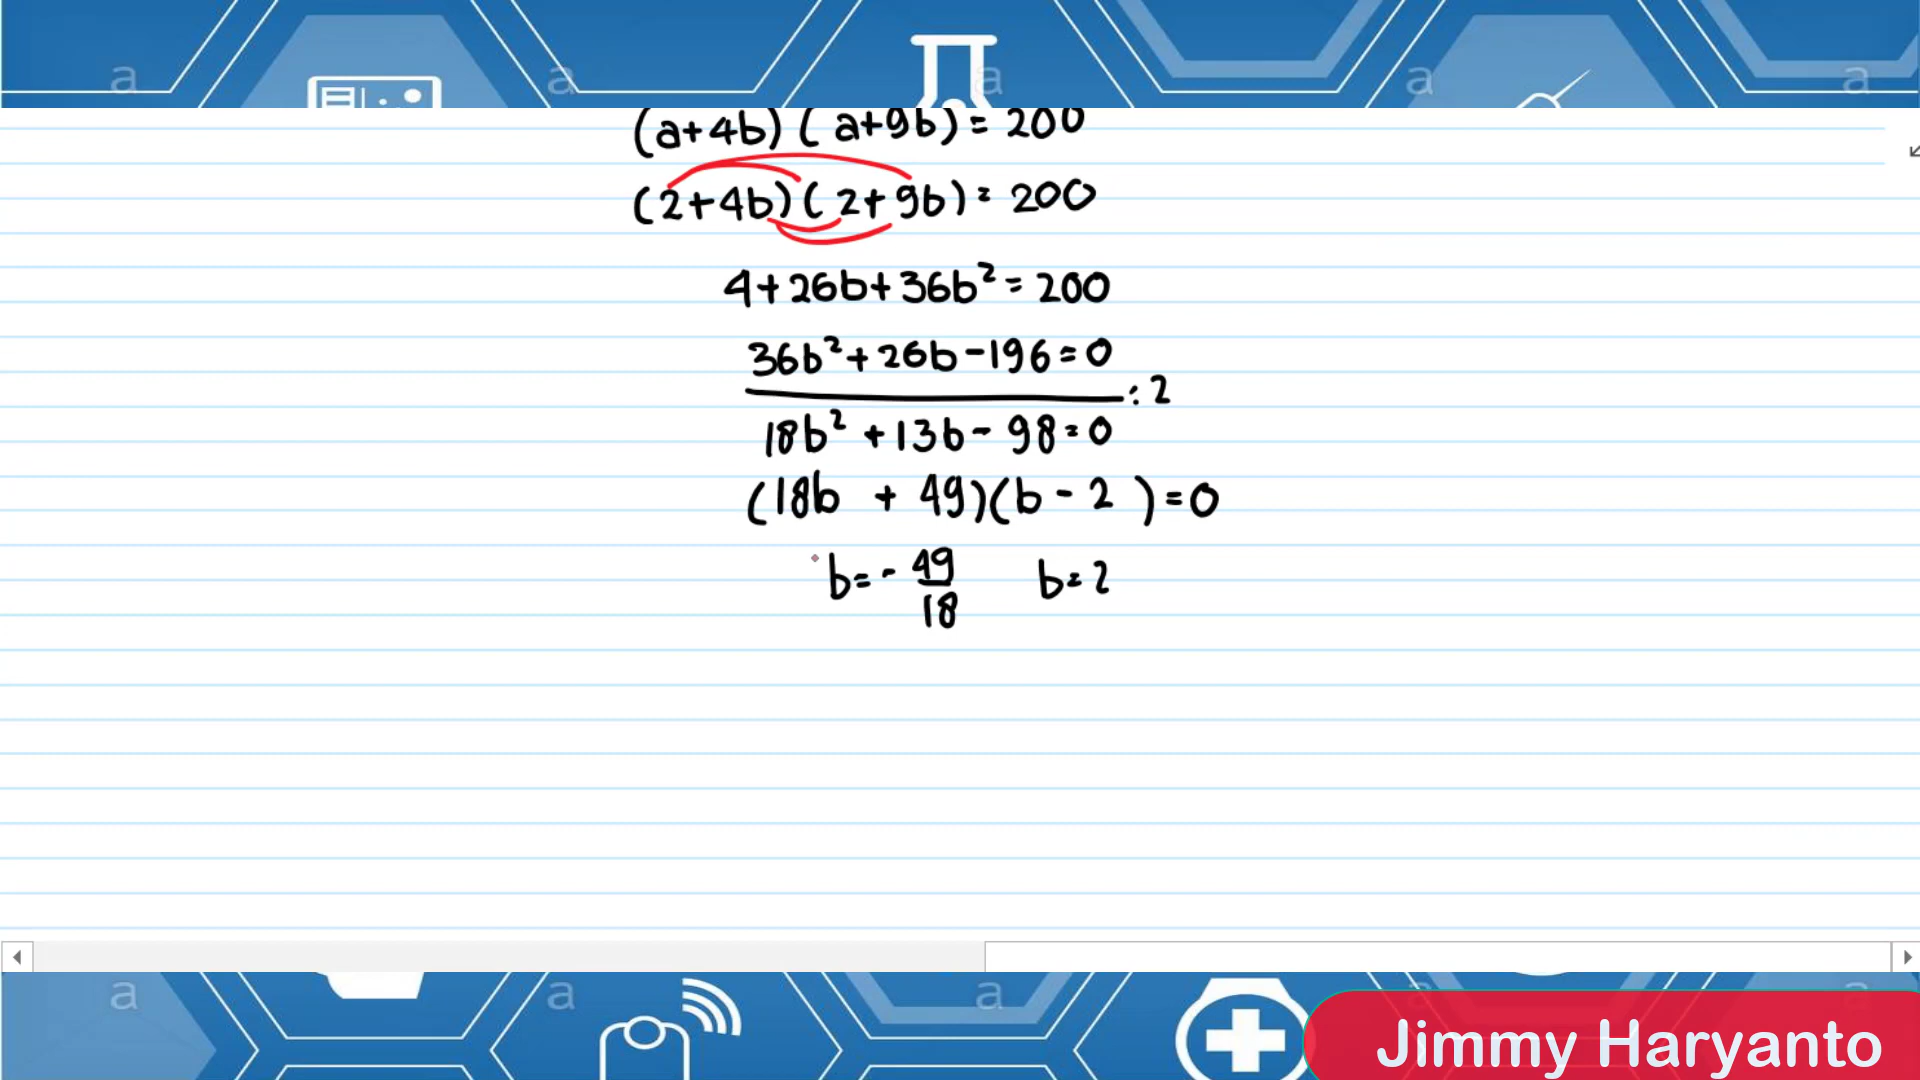 a a a a a
(a+4b)(a+9b)=200
(2+4b)(2+9b)=200
4+26b+36b²=200
36b²+26b-196=0
:2
18b²+13b-98=0
(18b+49)(b-2)=0
b=-49/18 b=2
a a a a a
Jimmy Haryanto